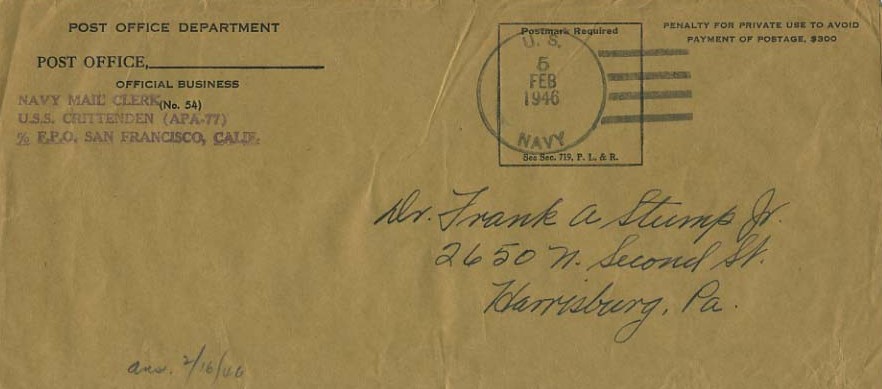 POST OFFICE DEPARTMENT
POST OFFICE,
OFFICIAL BUSINESS
NAVY MAIL CLERK (No. 54)
U.S.S. CRITTENDEN (APA-77)
% F.P.O. SAN FRANCISCO, CALIF.
Postmark Required
U. S.
5
FEB
1946
NAVY
See Sec. 719, P. L. & R.
PENALTY FOR PRIVATE USE TO AVOID
PAYMENT OF POSTAGE, $300
Dr. Frank A Stump Jr.
2650 N. Second St.
Harrisburg, Pa.
ans. 2/16/46